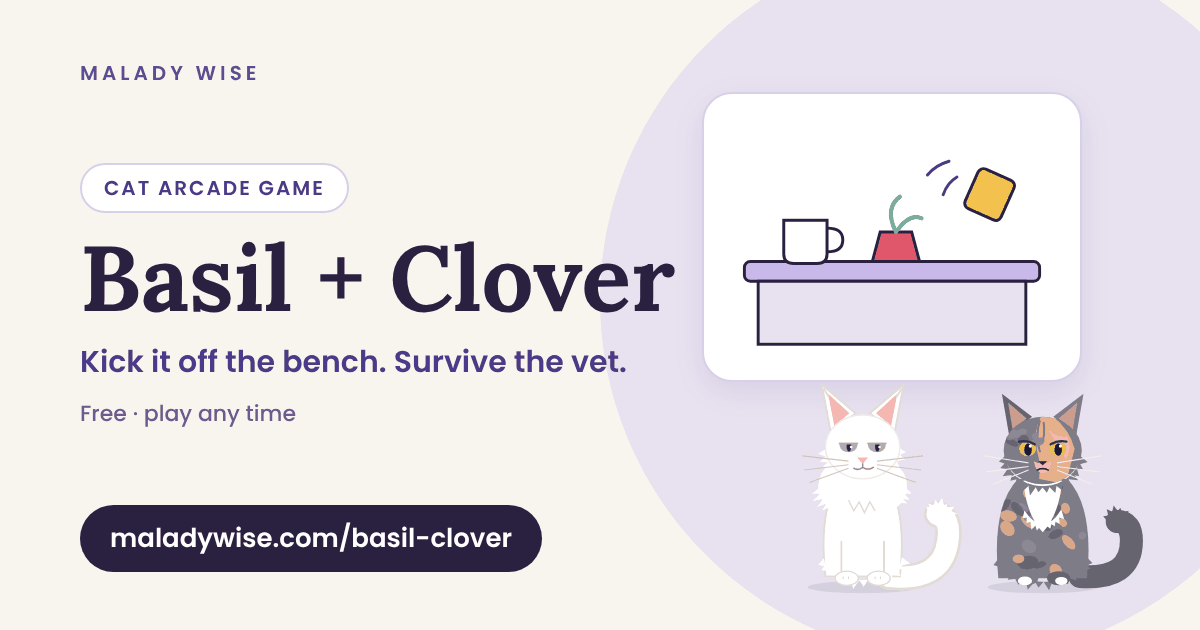 MALADY WISE
CAT ARCADE GAME
Basil + Clover
Kick it off the bench. Survive the vet.
Free · play any time
maladywise.com/basil-clover